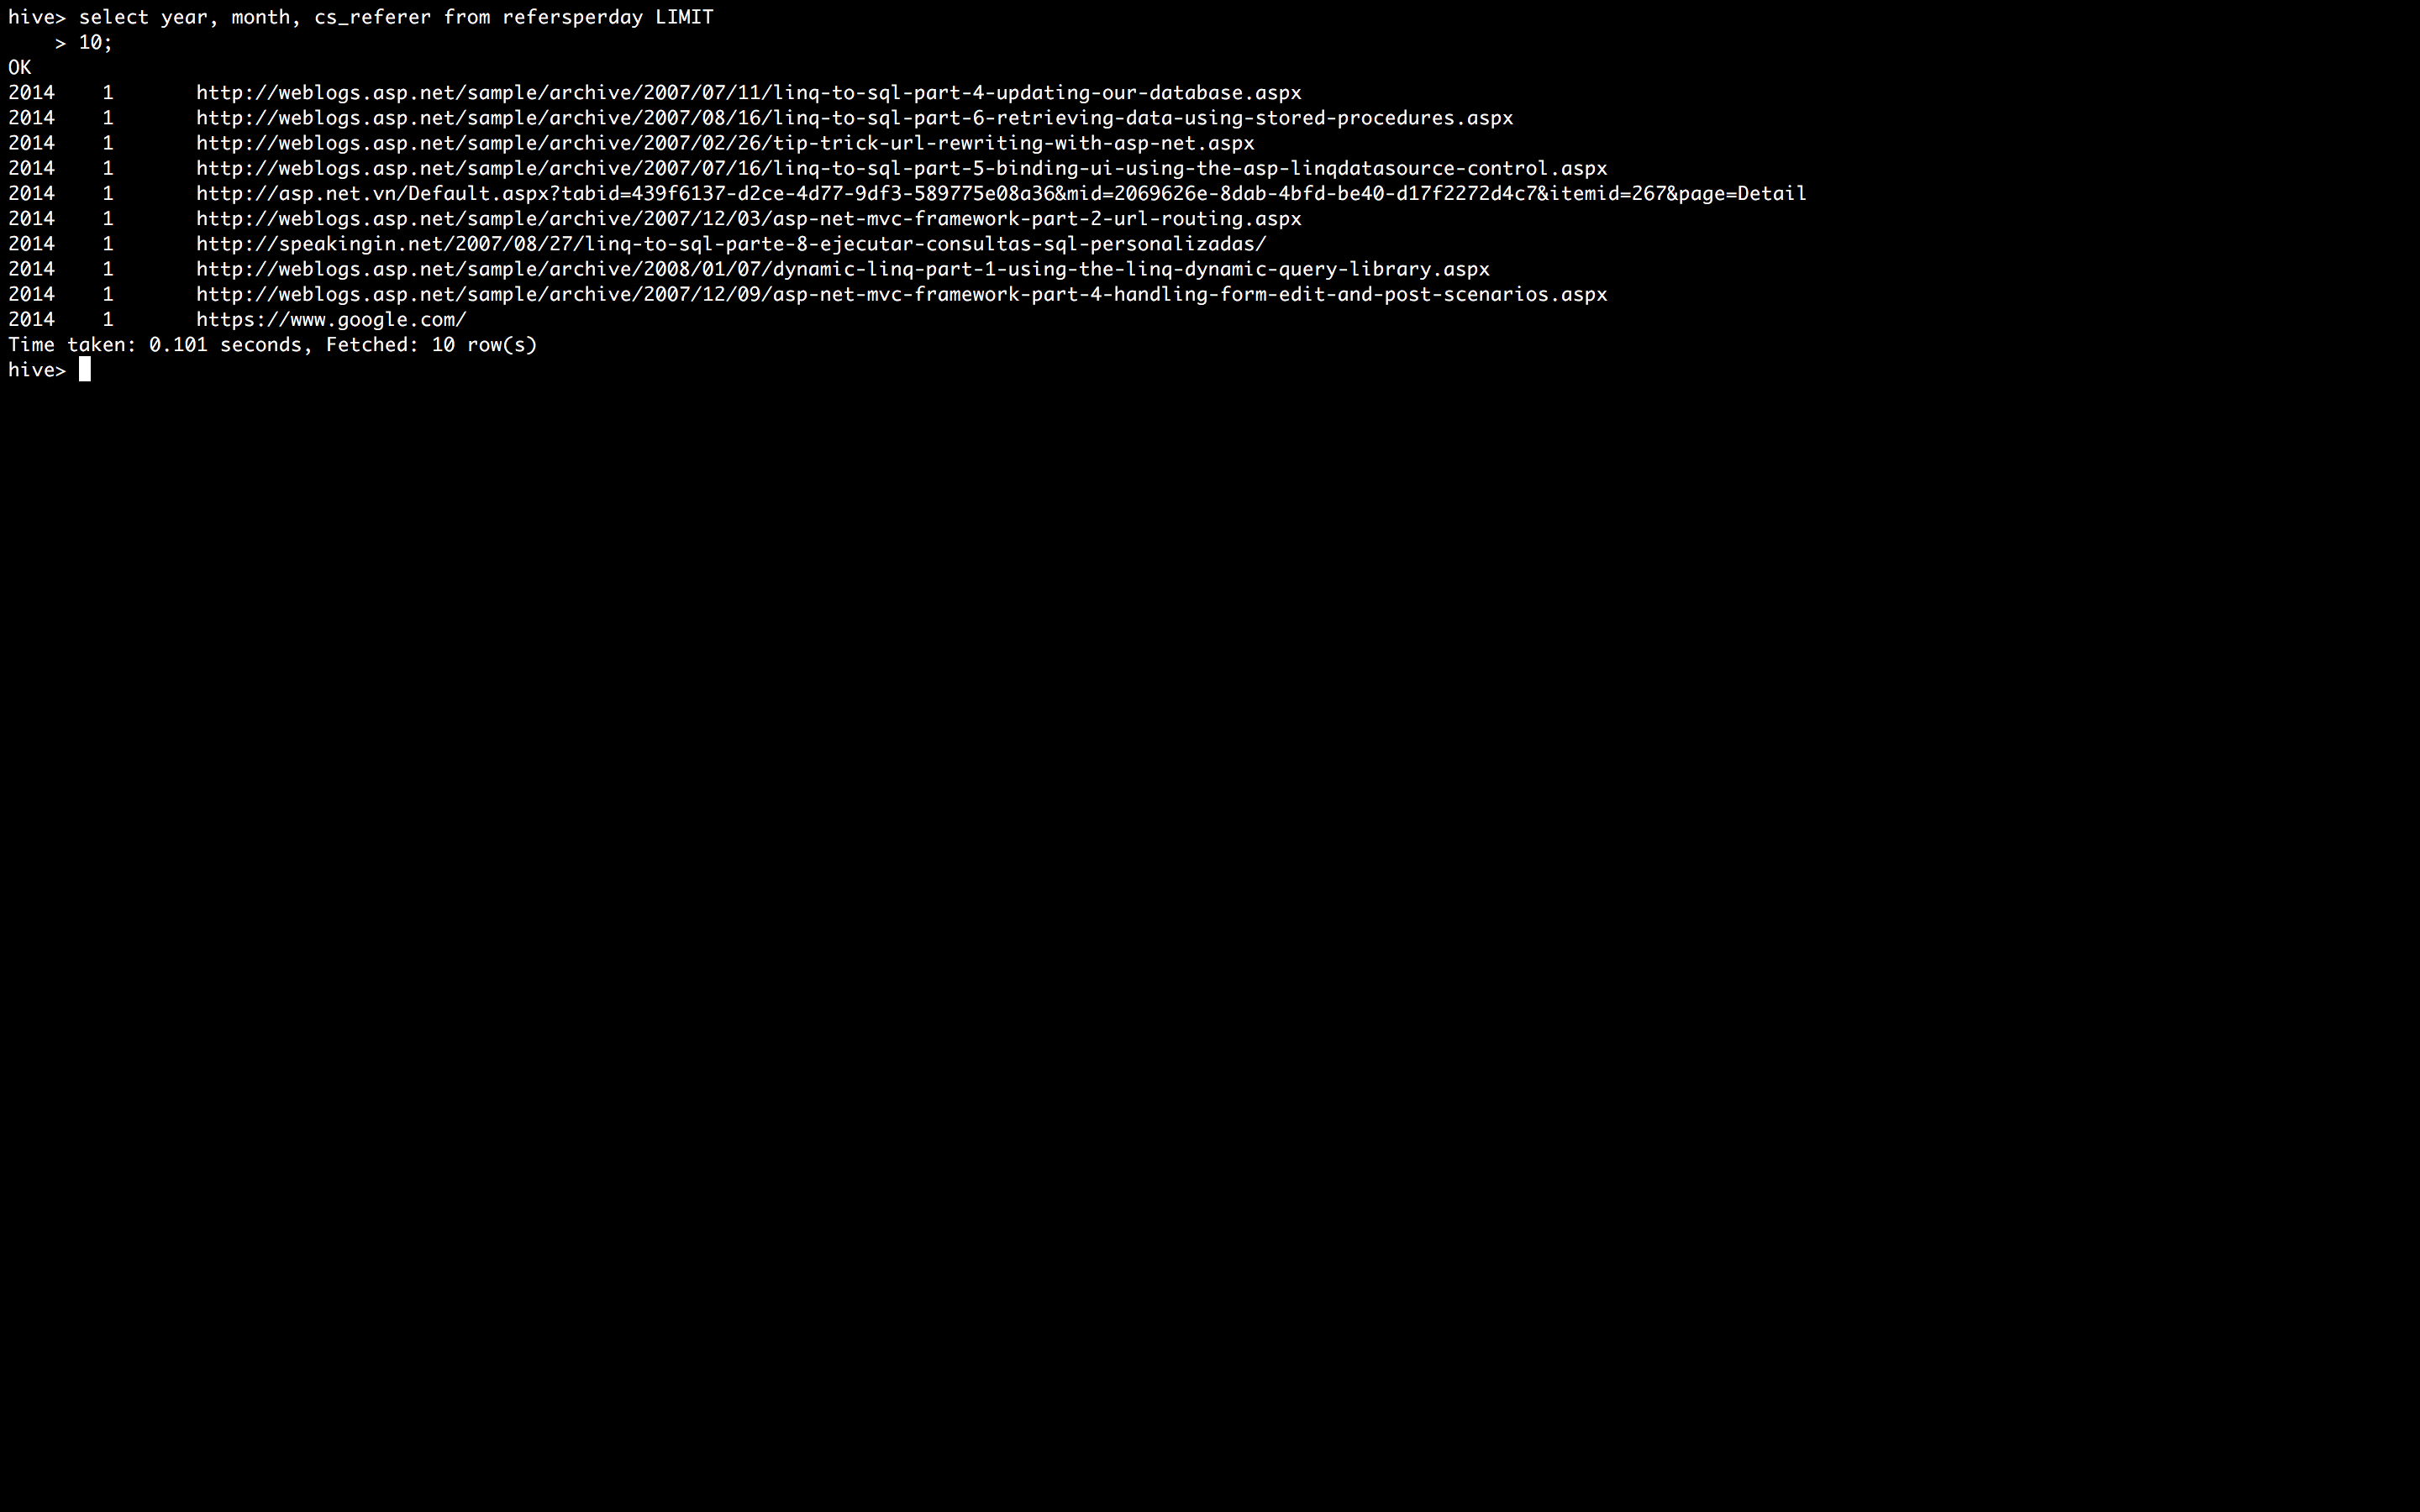 hive> select year, month, cs_referer from refersperday LIMIT
    > 10;
OK
2014    1       http://weblogs.asp.net/sample/archive/2007/07/11/linq-to-sql-part-4-updating-our-database.aspx
2014    1       http://weblogs.asp.net/sample/archive/2007/08/16/linq-to-sql-part-6-retrieving-data-using-stored-procedures.aspx
2014    1       http://weblogs.asp.net/sample/archive/2007/02/26/tip-trick-url-rewriting-with-asp-net.aspx
2014    1       http://weblogs.asp.net/sample/archive/2007/07/16/linq-to-sql-part-5-binding-ui-using-the-asp-linqdatasource-control.aspx
2014    1       http://asp.net.vn/Default.aspx?tabid=439f6137-d2ce-4d77-9df3-589775e08a36&mid=2069626e-8dab-4bfd-be40-d17f2272d4c7&itemid=267&page=Detail
2014    1       http://weblogs.asp.net/sample/archive/2007/12/03/asp-net-mvc-framework-part-2-url-routing.aspx
2014    1       http://speakingin.net/2007/08/27/linq-to-sql-parte-8-ejecutar-consultas-sql-personalizadas/
2014    1       http://weblogs.asp.net/sample/archive/2008/01/07/dynamic-linq-part-1-using-the-linq-dynamic-query-library.aspx
2014    1       http://weblogs.asp.net/sample/archive/2007/12/09/asp-net-mvc-framework-part-4-handling-form-edit-and-post-scenarios.aspx
2014    1       https://www.google.com/
Time taken: 0.101 seconds, Fetched: 10 row(s)
hive>